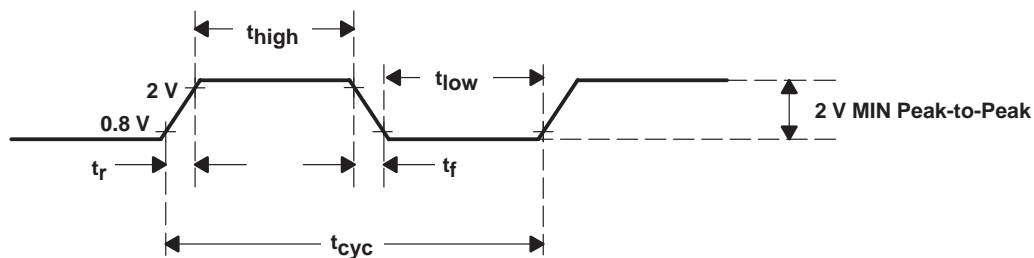 thigh
tlow
2 V
2 V MIN Peak-to-Peak
0.8 V
tr
tf
tcyc